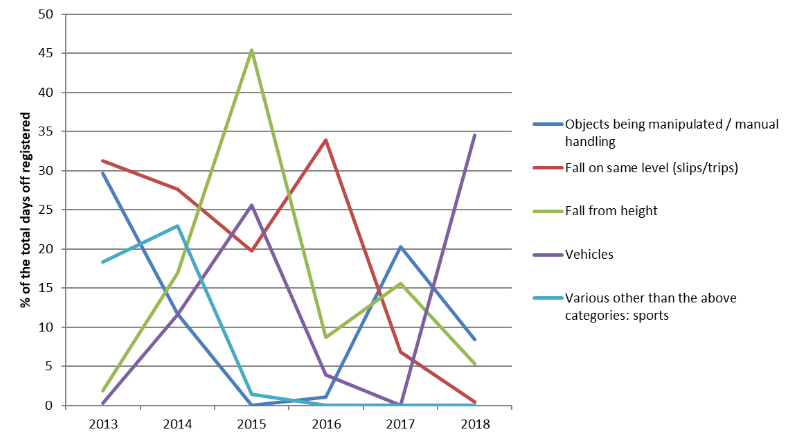 50
45
40
35
30
25
20
15
10
5
0
% of the total days off registered
2013 2014 2015 2016 2017 2018
Objects being manipulated / manual
handling
Fall on same level (slips/trips)
Fall from height
Vehicles
Various other than the above
categories: sports